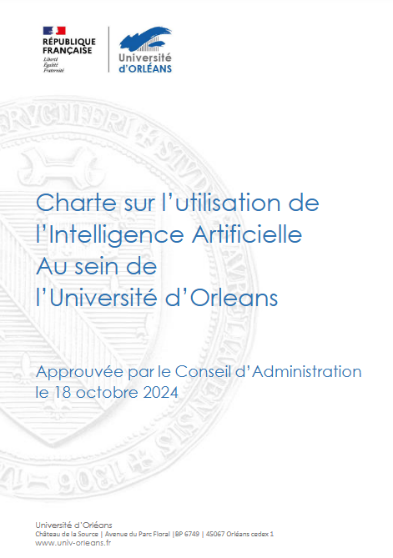 RÉPUBLIQUE
FRANÇAISE
Liberté
Égalité
Fraternité
Université
d'ORLÉANS
Charte sur l'utilisation de
l'Intelligence Artificielle
Au sein de
l'Université d'Orleans
Approuvée par le Conseil d'Administration
le 18 octobre 2024
Université d'Orléans
Château de la Source | Avenue du Parc Floral |BP 6749 | 45067 Orléans cedex 1
www.univ-orleans.fr